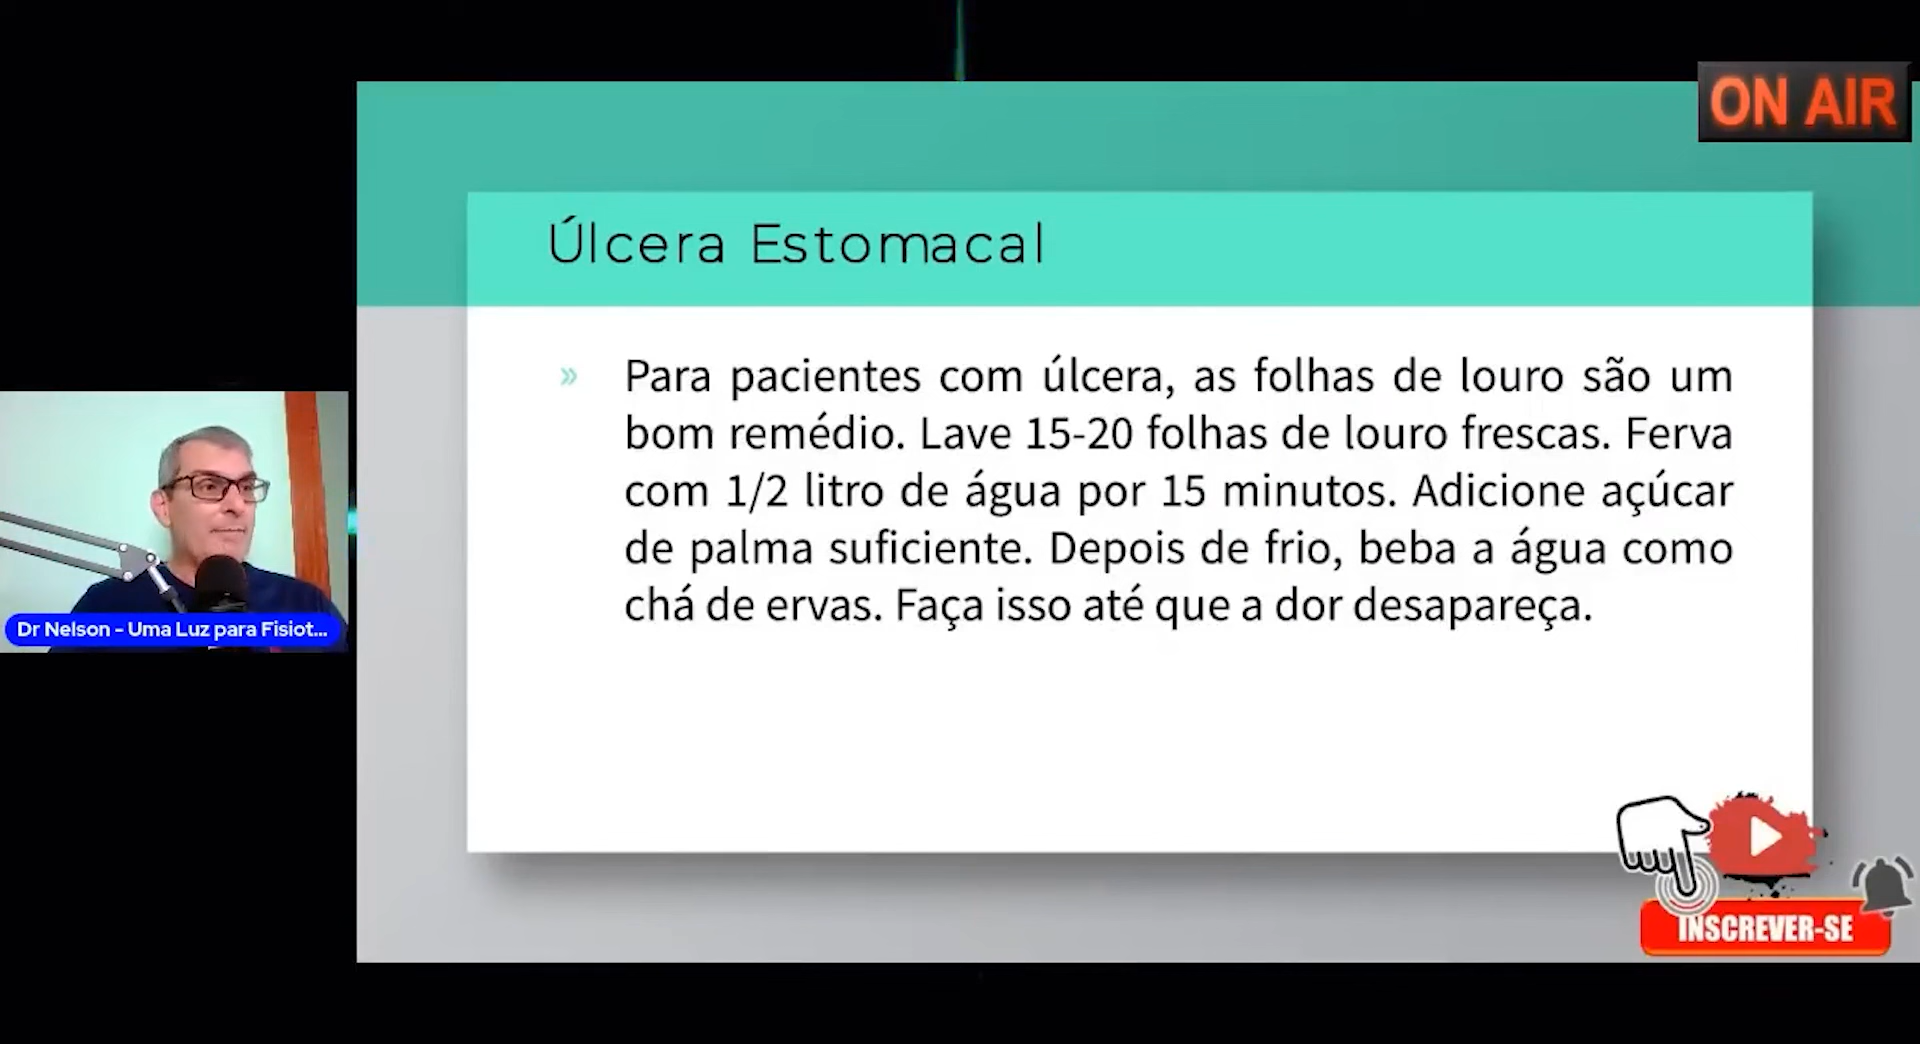 ON AIR
Úlcera Estomacal
» Para pacientes com úlcera, as folhas de louro são um
bom remédio. Lave 15-20 folhas de louro frescas. Ferva
com 1/2 litro de água por 15 minutos. Adicione açúcar
de palma suficiente. Depois de frio, beba a água como
chá de ervas. Faça isso até que a dor desapareça.
Dr Nelson - Uma Luz para Fisiot...
INSCREVER-SE